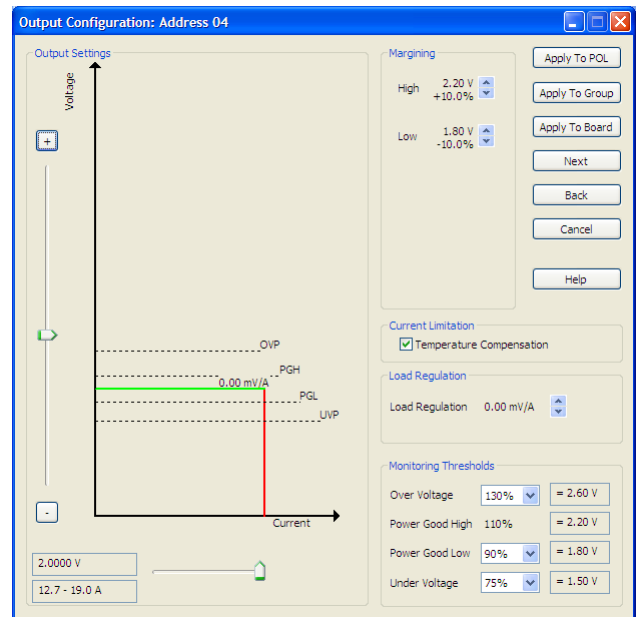 Output Configuration: Address 04
Output Settings
Voltage
+
OVP
PGH
0.00 mV/A
PGL
UVP
-
Current
2.0000 V
12.7 - 19.0 A
Margining
High 2.20 V
+10.0%
Low 1.80 V
-10.0%
Apply To POL
Apply To Group
Apply To Board
Next
Back
Cancel
Help
Current Limitation
Temperature Compensation
Load Regulation
Load Regulation 0.00 mV/A
Monitoring Thresholds
Over Voltage 130% = 2.60 V
Power Good High 110% = 2.20 V
Power Good Low 90% = 1.80 V
Under Voltage 75% = 1.50 V